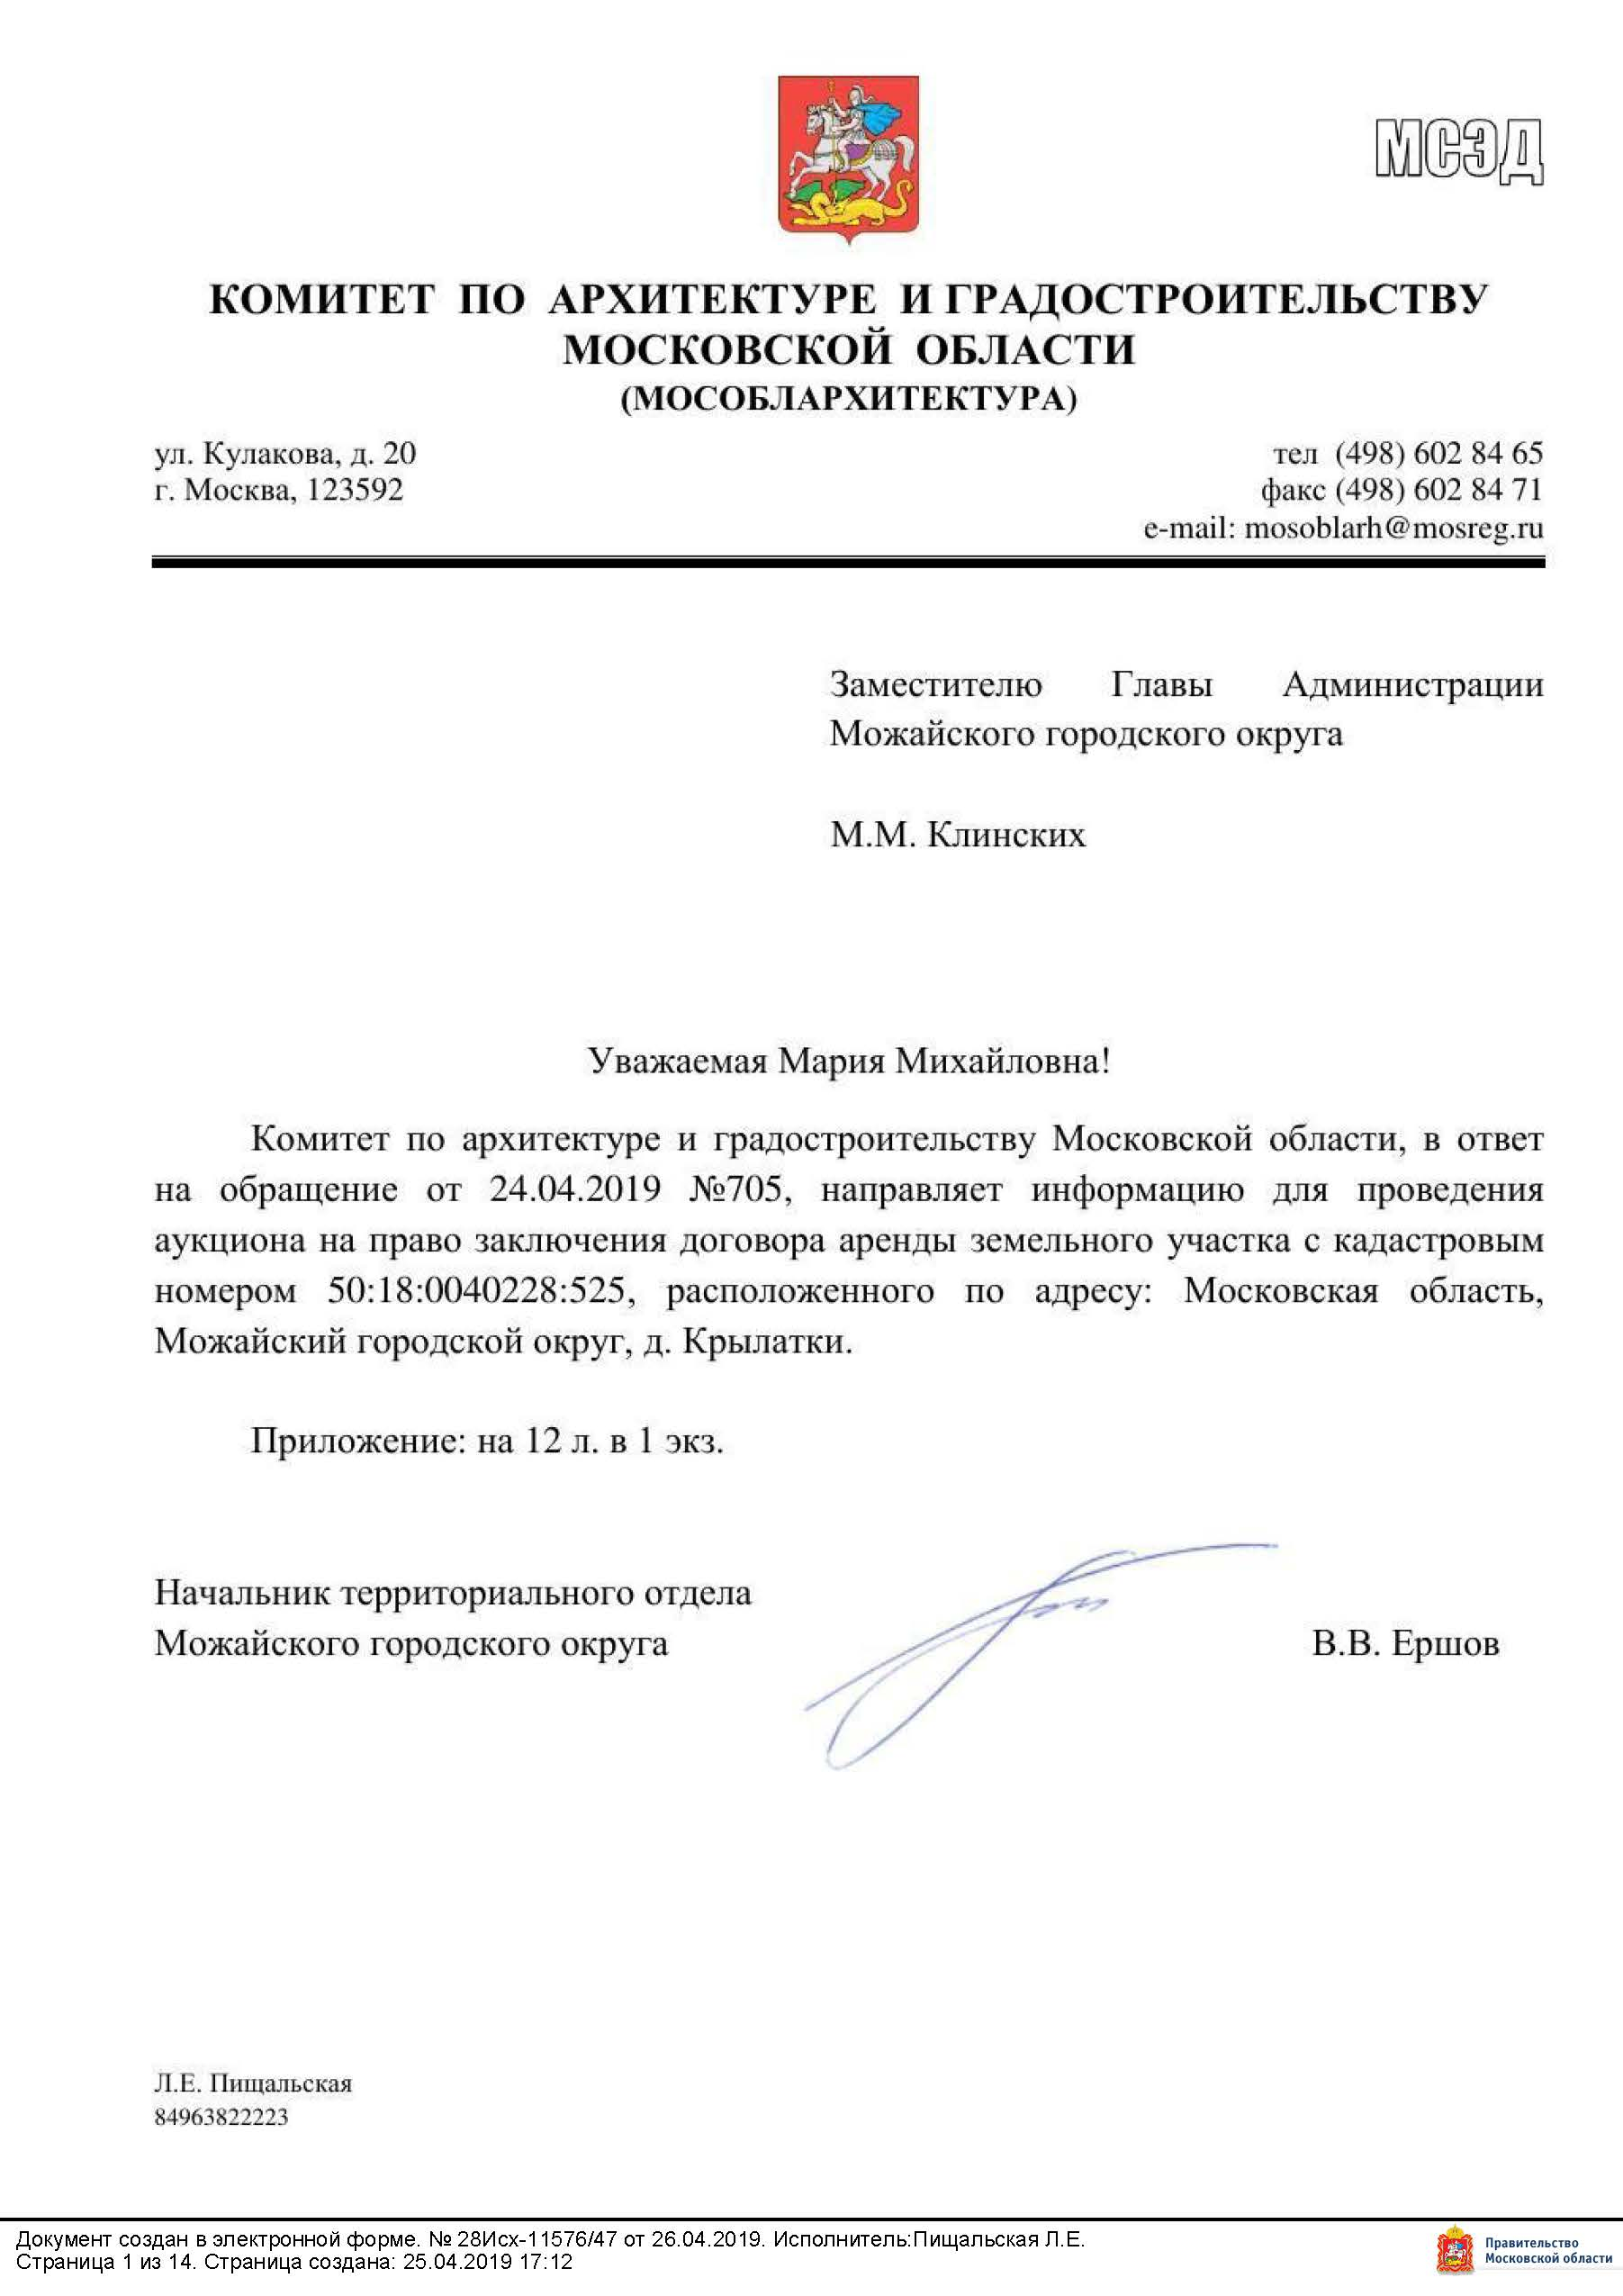 МСЭД
КОМИТЕТ ПО АРХИТЕКТУРЕ И ГРАДОСТРОИТЕЛЬСТВУ
МОСКОВСКОЙ ОБЛАСТИ
(МОСОБЛАРХИТЕКТУРА)
ул. Кулакова, д. 20
г. Москва, 123592
тел (498) 602 84 65
факс (498) 602 84 71
e-mail: mosoblarh@mosreg.ru
Заместителю Главы Администрации
Можайского городского округа
М.М. Клинских
Уважаемая Мария Михайловна!
Комитет по архитектуре и градостроительству Московской области, в ответ
на обращение от 24.04.2019 №705, направляет информацию для проведения
аукциона на право заключения договора аренды земельного участка с кадастровым
номером 50:18:0040228:525, расположенного по адресу: Московская область,
Можайский городской округ, д. Крылатки.
Приложение: на 12 л. в 1 экз.
Начальник территориального отдела
Можайского городского округа
В.В. Ершов
Л.Е. Пищальская
84963822223
Документ создан в электронной форме. № 28Исх-11576/47 от 26.04.2019. Исполнитель:Пищальская Л.Е.
Страница 1 из 14. Страница создана: 25.04.2019 17:12
Правительство
Московской области